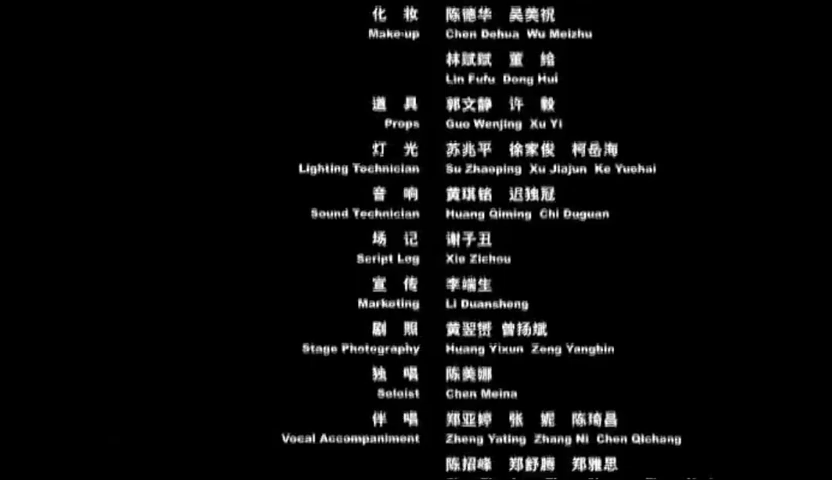 化 妆 陈德华 吴美祝
Make-up Chen Dehua Wu Meizhu
林赋赋 董 绘
Lin Fufu Dong Hui
道 具 郭文静 许 毅
Props Guo Wenjing Xu Yi
灯 光 苏兆平 徐家俊 柯岳海
Lighting Technician Su Zhaoping Xu Jiajun Ke Yuehai
音 响 黄琪铭 迟独冠
Sound Technician Huang Qiming Chi Duguan
场 记 谢子丑
Script Log Xie Zichou
宣 传 李端生
Marketing Li Duansheng
剧 照 黄翌 曾扬斌
Stage Photography Huang Yixun Zeng Yangbin
独 唱 陈美娜
Soloist Chen Meina
伴 唱 郑亚婷 张 妮 陈琦昌
Vocal Accompaniment Zheng Yating Zhang Ni Chen Qichang
陈招峰 郑舒腾 郑雅思